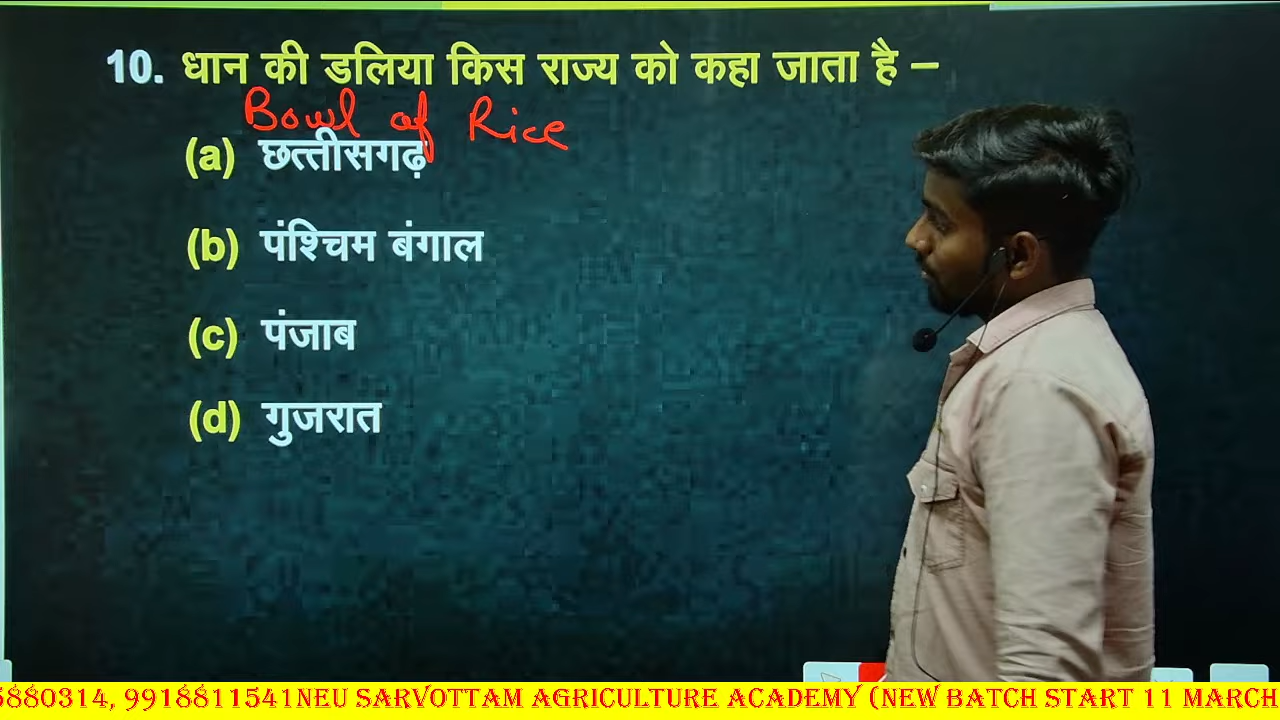 10. धान की डलिया किस राज्य को कहा जाता है –
Bowl of Rice
(a) छत्तीसगढ़
(b) पंश्चिम बंगाल
(c) पंजाब
(d) गुजरात
5880314, 9918811541NEU SARVOTTAM AGRICULTURE ACADEMY (NEW BATCH START 11 MARCH